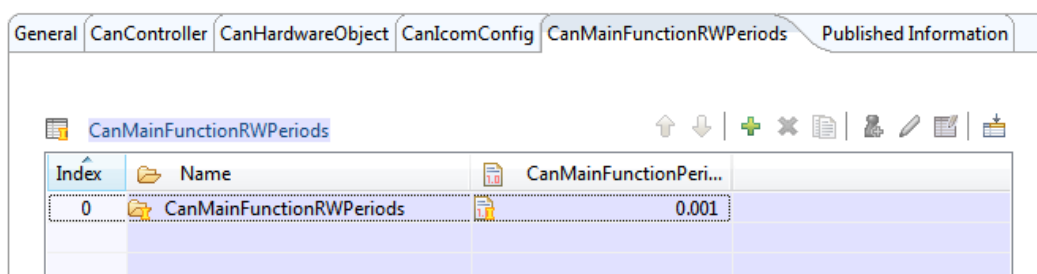 General CanController CanHardwareObject CanIcomConfig CanMainFunctionRWPeriods Published Information
CanMainFunctionRWPeriods
Index Name CanMainFunctionPeri...
0 CanMainFunctionRWPeriods 0.001